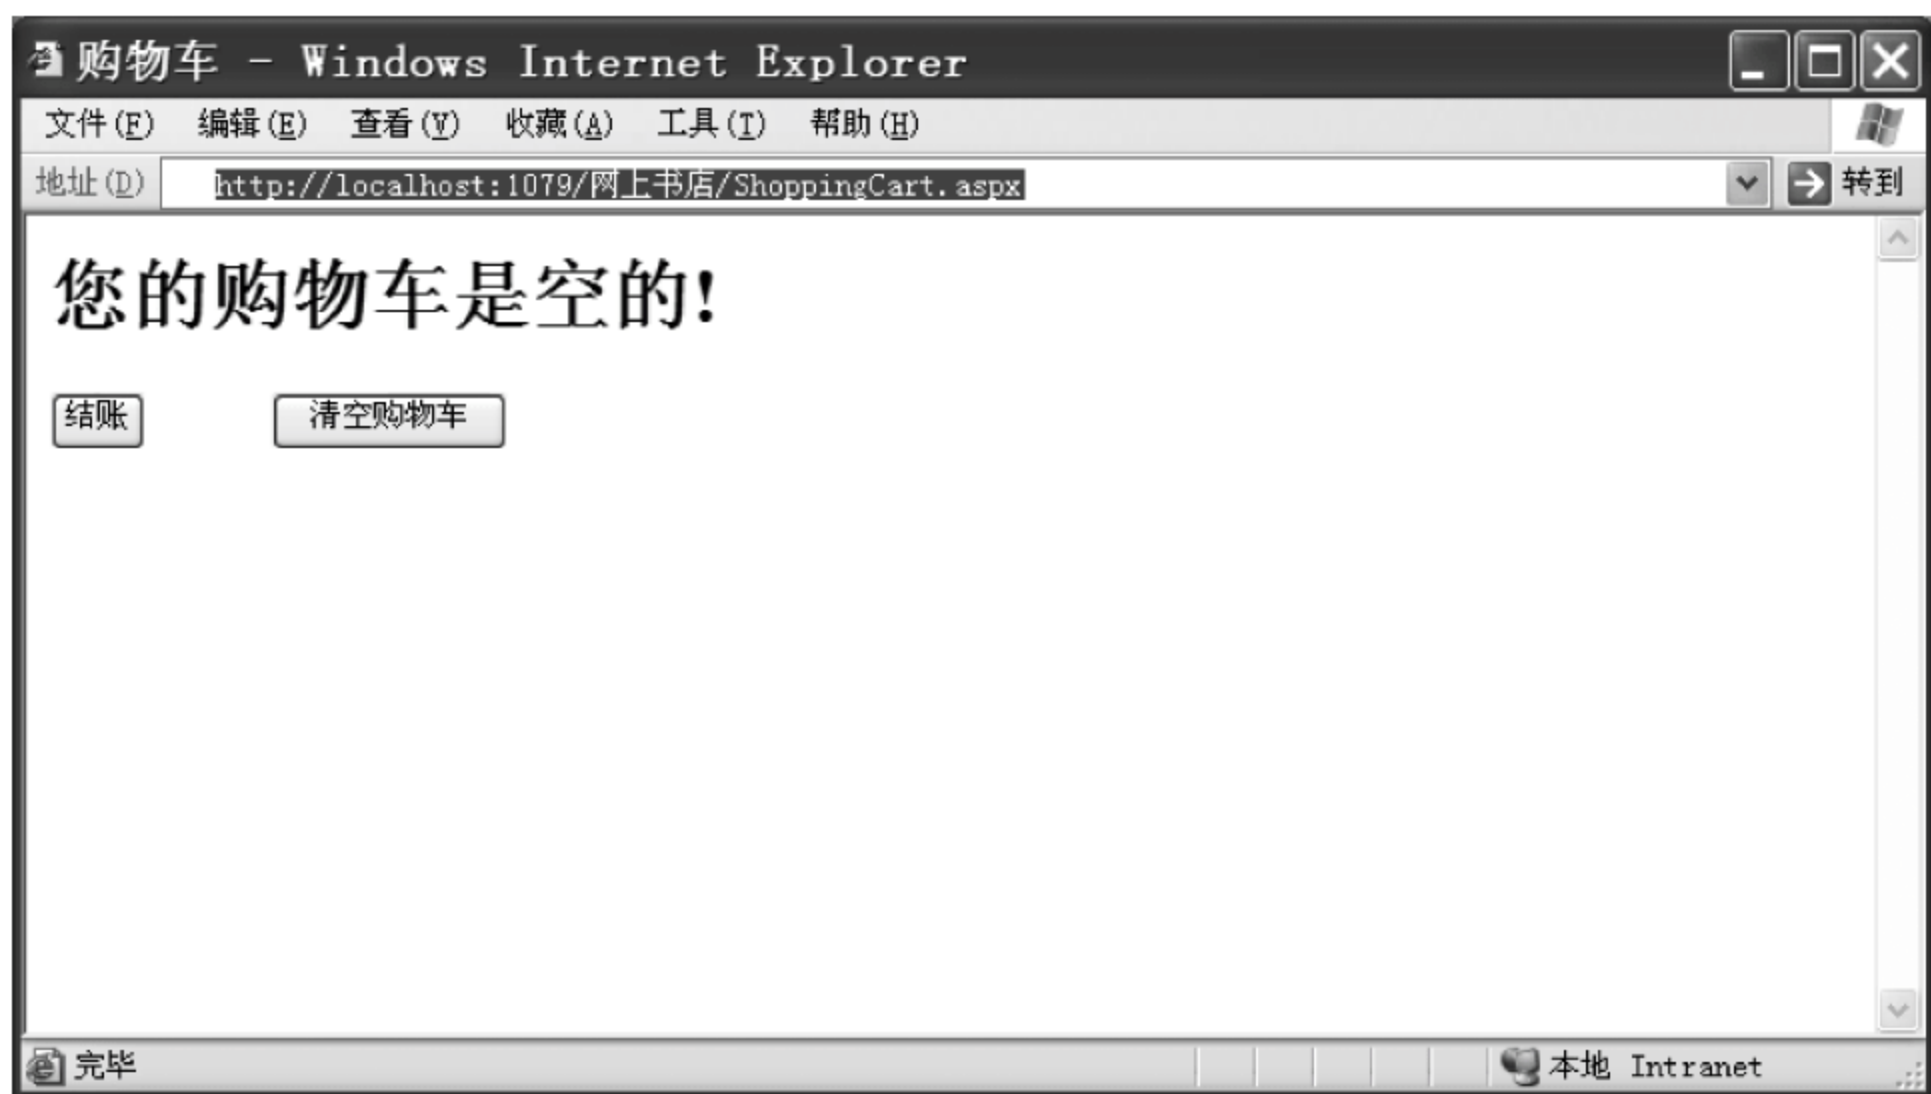 购物车 - Windows Internet Explorer
文件(F) 编辑(E) 查看(V) 收藏(A) 工具(T) 帮助(H)
地址(D) http://localhost:1079/网上书店/ShoppingCart.aspx 转到
您的购物车是空的!
结账 清空购物车
完毕 本地 Intranet